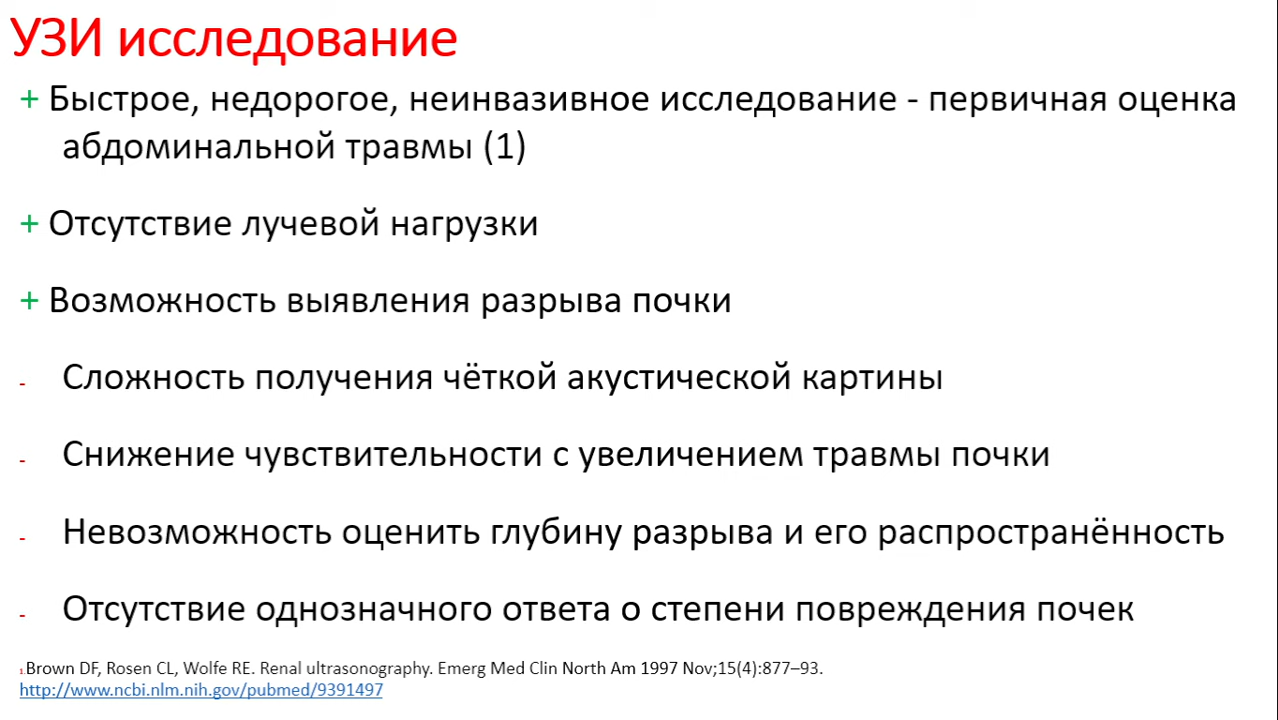 УЗИ исследование
+ Быстрое, недорогое, неинвазивное исследование - первичная оценка
абдоминальной травмы (1)
+ Отсутствие лучевой нагрузки
+ Возможность выявления разрыва почки
- Сложность получения чёткой акустической картины
- Снижение чувствительности с увеличением травмы почки
- Невозможность оценить глубину разрыва и его распространённость
- Отсутствие однозначного ответа о степени повреждения почек
1.Brown DF, Rosen CL, Wolfe RE. Renal ultrasonography. Emerg Med Clin North Am 1997 Nov;15(4):877–93.
http://www.ncbi.nlm.nih.gov/pubmed/9391497